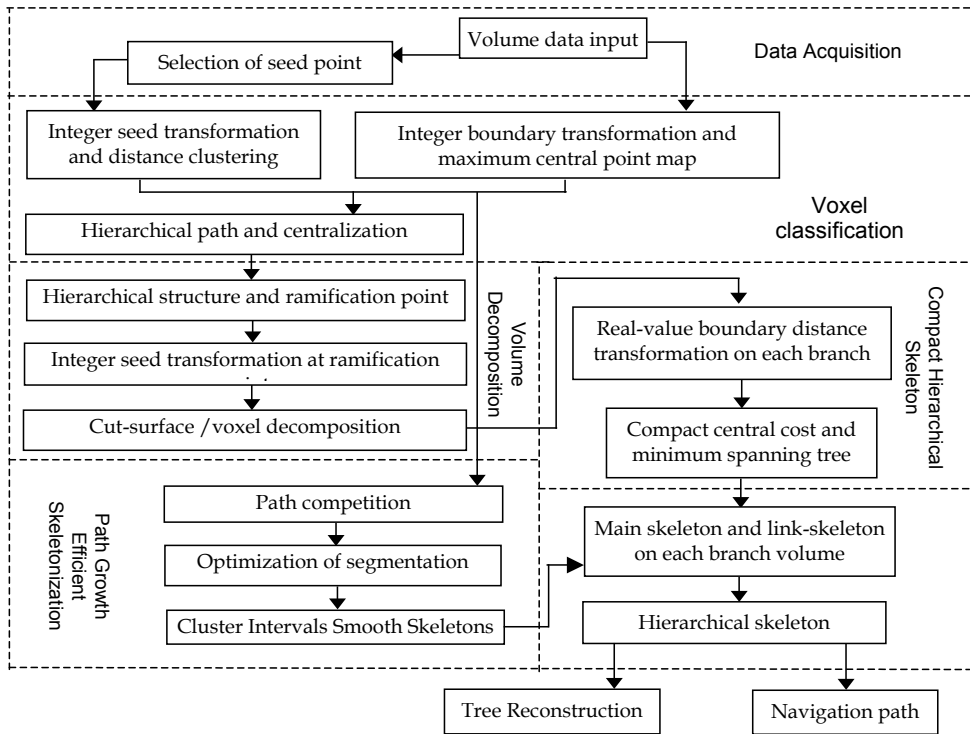 Volume data input
Selection of seed point
Data Acquisition
Integer seed transformation
and distance clustering
Integer boundary transformation and
maximum central point map
Voxel
classification
Hierarchical path and centralization
Hierarchical structure and ramification point
Integer seed transformation at ramification
Cut-surface /voxel decomposition
Volume
Decomposition
Real-value boundary distance
transformation on each branch
Compact central cost and
minimum spanning tree
Compact Hierarchical
Skeleton
Path Growth
Efficient
Skeletonization
Path competition
Optimization of segmentation
Cluster Intervals Smooth Skeletons
Main skeleton and link-skeleton
on each branch volume
Hierarchical skeleton
Tree Reconstruction
Navigation path